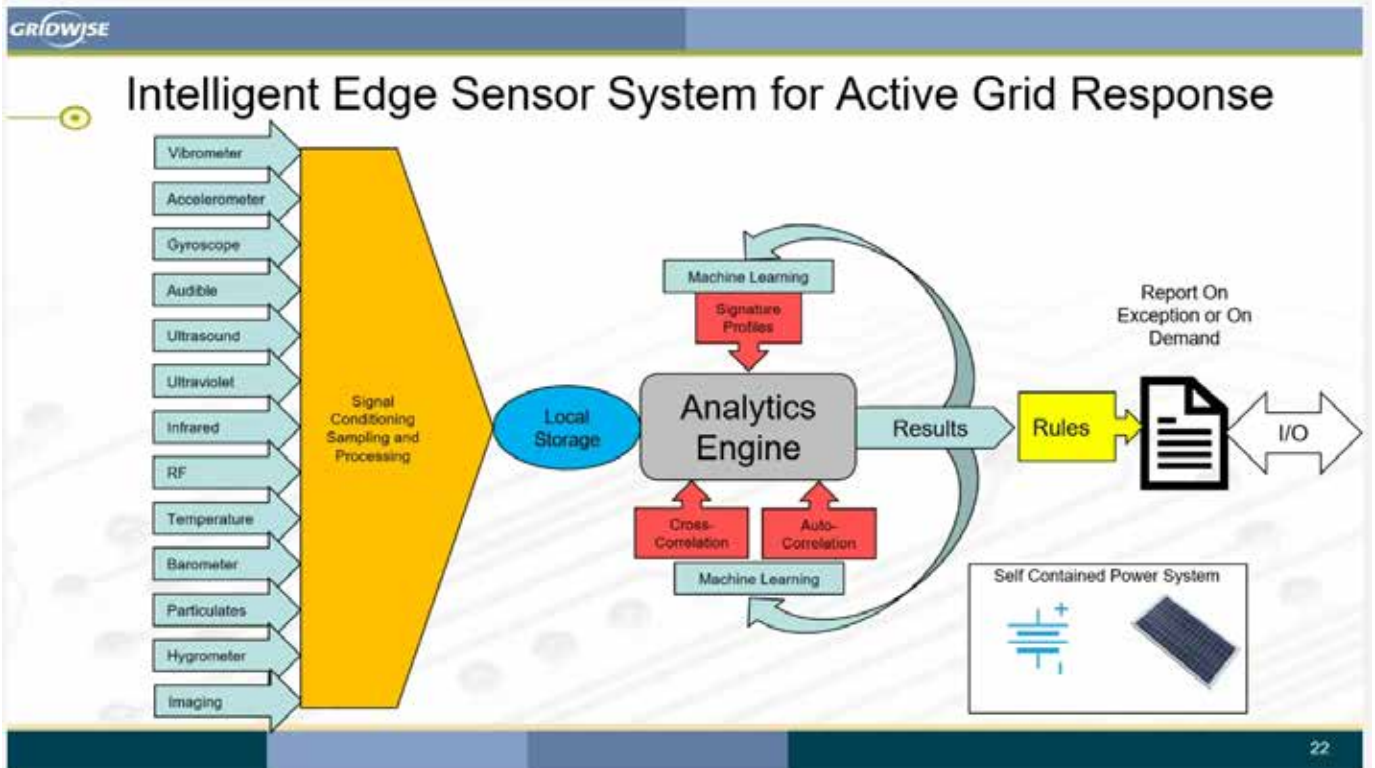 GRIDWISE
Intelligent Edge Sensor System for Active Grid Response
Vibrometer
Accelerometer
Gyroscope
Audible
Ultrasound
Ultraviolet
Infrared
RF
Temperature
Barometer
Particulates
Hygrometer
Imaging
Signal
Conditioning
Sampling and
Processing
Local
Storage
Machine Learning
Signature
Profiles
Analytics
Engine
Cross-
Correlation
Auto-
Correlation
Machine Learning
Results
Rules
Report On
Exception or On
Demand
I/O
Self Contained Power System
+
22